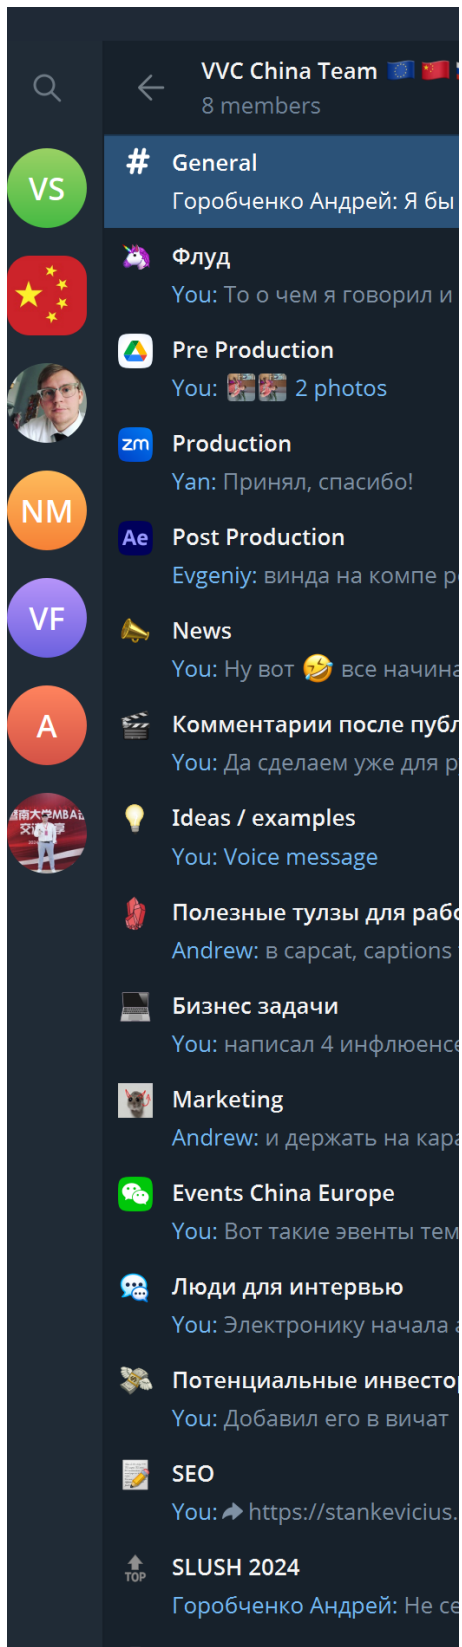 VVC China Team
8 members
VS
NM
VF
A
# General
Горобченко Андрей: Я бы
Флуд
You: То о чем я говорил и
Pre Production
You: 2 photos
zm
Production
Yan: Принял, спасибо!
Ae
Post Production
Evgeniy: винда на компе р
News
You: Ну вот 🤣 все начина
Комментарии после публ
You: Да сделаем уже для р
Ideas / examples
You: Voice message
Полезные тулзы для рабо
Andrew: в capcat, captions
Бизнес задачи
You: написал 4 инфлюенсе
Marketing
Andrew: и держать на кара
Events China Europe
You: Вот такие эвенты тем
Люди для интервью
You: Электронику начала а
Потенциальные инвестор
You: Добавил его в вичат
SEO
You: https://stankevicius.
TOP
SLUSH 2024
Горобченко Андрей: Не се